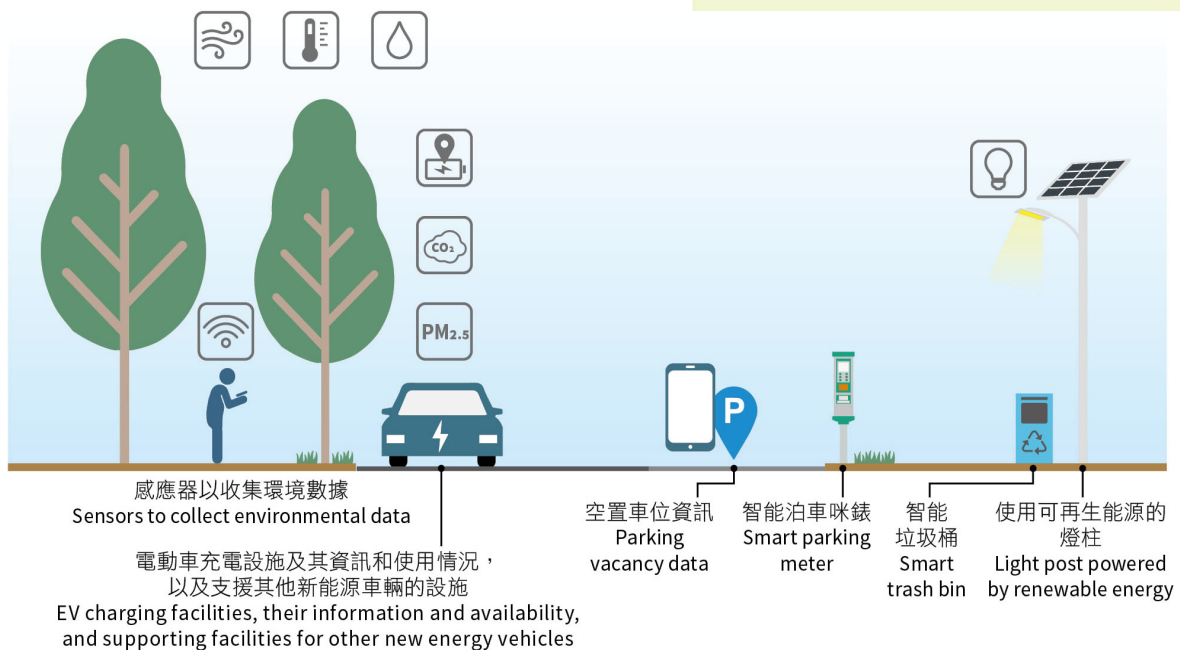 CO₂
PM2.5
P
感應器以收集環境數據
Sensors to collect environmental data
電動車充電設施及其資訊和使用情況，
以及支援其他新能源車輛的設施
EV charging facilities, their information and availability,
and supporting facilities for other new energy vehicles
空置車位資訊
Parking
vacancy data
智能泊車咪錶
Smart parking
meter
智能
垃圾桶
Smart
trash bin
使用可再生能源的
燈柱
Light post powered
by renewable energy